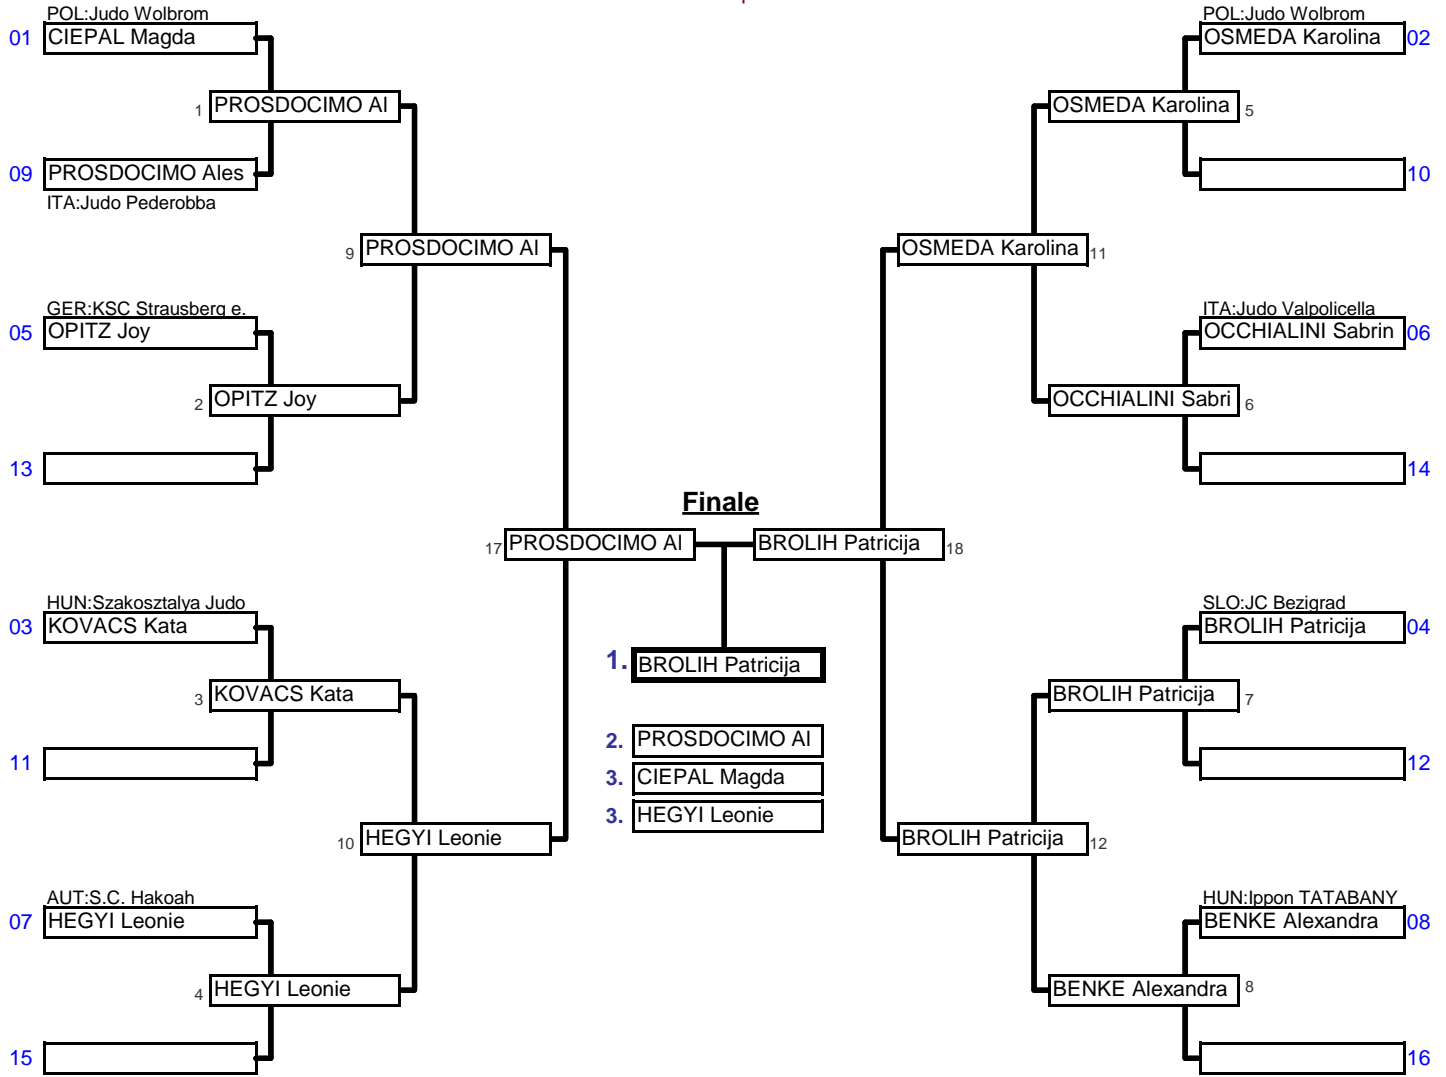 POL:Judo Wolbrom
01 CIEPAL Magda
1 PROSDOCIMO Al
09 PROSDOCIMO Ales
ITA:Judo Pederobba
9 PROSDOCIMO Al
GER:KSC Strausberg e.
05 OPITZ Joy
2 OPITZ Joy
13
17 PROSDOCIMO Al
HUN:Szakosztalya Judo
03 KOVACS Kata
3 KOVACS Kata
11
10 HEGYI Leonie
AUT:S.C. Hakoah
07 HEGYI Leonie
4 HEGYI Leonie
15
Finale
1. BROLIH Patricija
2. PROSDOCIMO Al
3. CIEPAL Magda
3. HEGYI Leonie
POL:Judo Wolbrom
OSMEDA Karolina 02
OSMEDA Karolina 5
10
OSMEDA Karolina 11
ITA:Judo Valpolicella
OCCHIALINI Sabrin 06
OCCHIALINI Sabri 6
14
BROLIH Patricija 18
SLO:JC Bezigrad
BROLIH Patricija 04
BROLIH Patricija 7
12
BROLIH Patricija 12
HUN:Ippon TATABANY
BENKE Alexandra 08
BENKE Alexandra 8
16